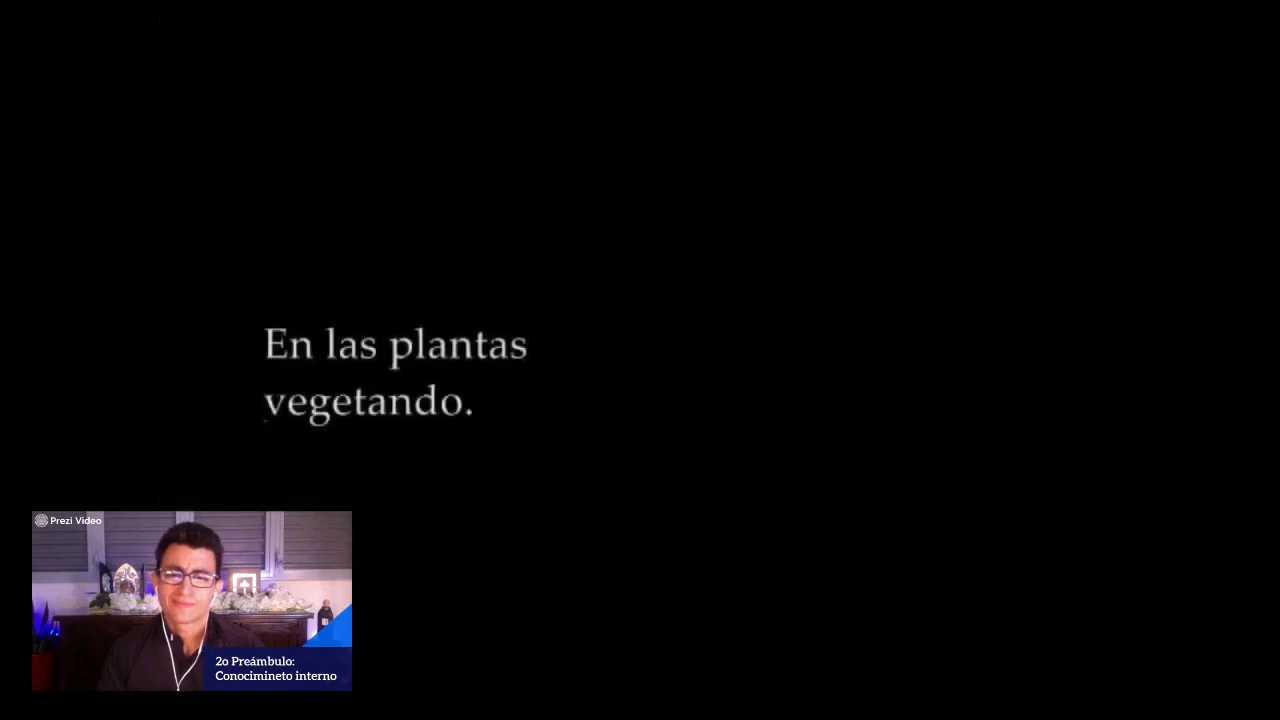 En las plantas
vegetando.
Prezi Video
2o Preámbulo:
Conocimineto interno